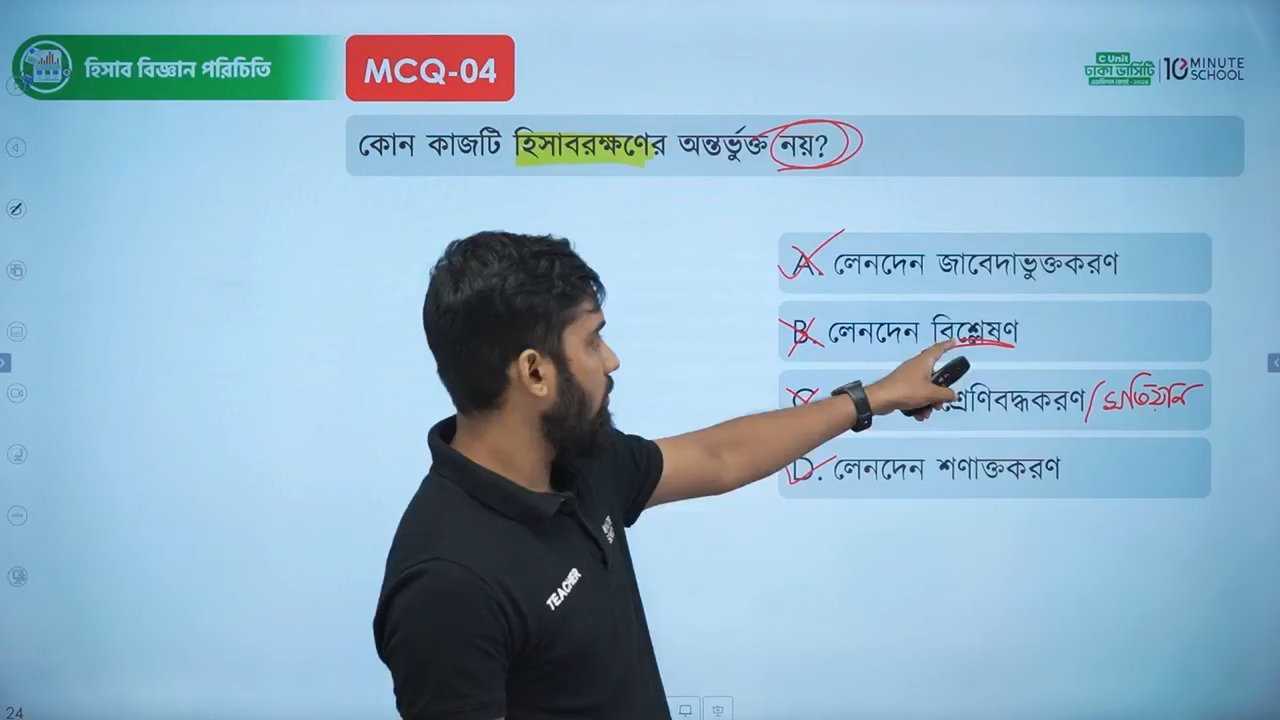 হিসাব বিজ্ঞান পরিচিতি
MCQ-04
C Unit
ঢাকা ভার্সিটি
10 MINUTE SCHOOL
কোন কাজটি হিসাবরক্ষণের অন্তর্ভুক্ত নয়?
A. লেনদেন জাবেদাভুক্তকরণ
B. লেনদেন বিশ্লেষণ
C. শ্রেণিবদ্ধকরণ/খতিয়ান
D. লেনদেন শণাক্তকরণ
TEACHER
24